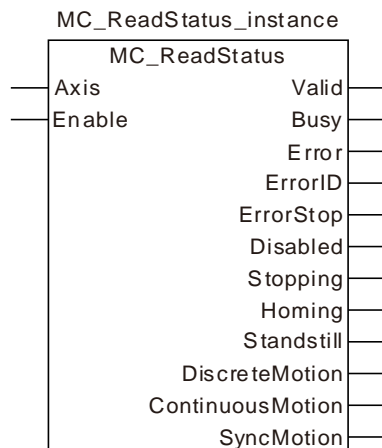 MC_ReadStatus_instance
MC_ReadStatus
Axis Valid
Enable Busy
Error
ErrorID
ErrorStop
Disabled
Stopping
Homing
Standstill
DiscreteMotion
ContinuousMotion
SyncMotion